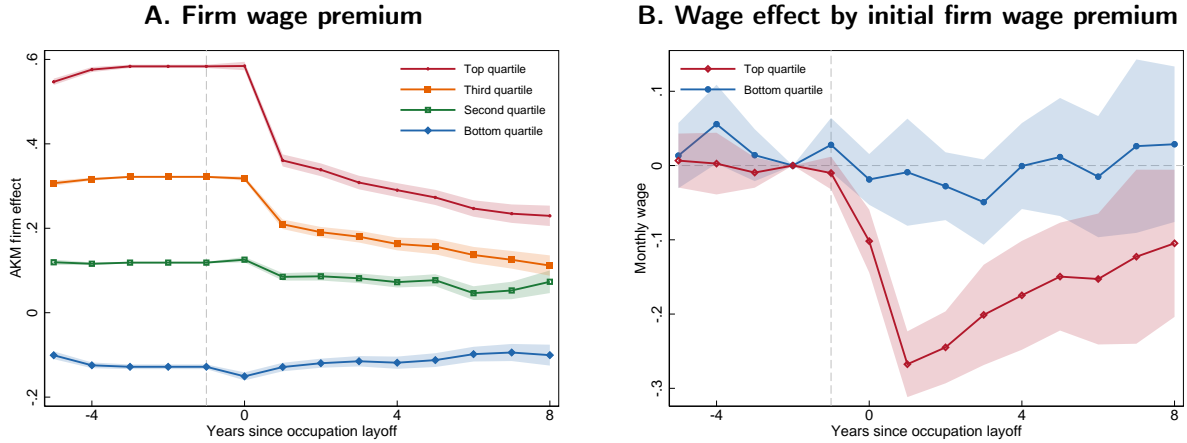 A. Firm wage premium
AKM firm effect
.6
.4
.2
0
-.2
Top quartile
Third quartile
Second quartile
Bottom quartile
-4
0
4
8
Years since occupation layoff
B. Wage effect by initial firm wage premium
Monthly wage
.1
0
-.1
-.2
-.3
Top quartile
Bottom quartile
-4
0
4
8
Years since occupation layoff